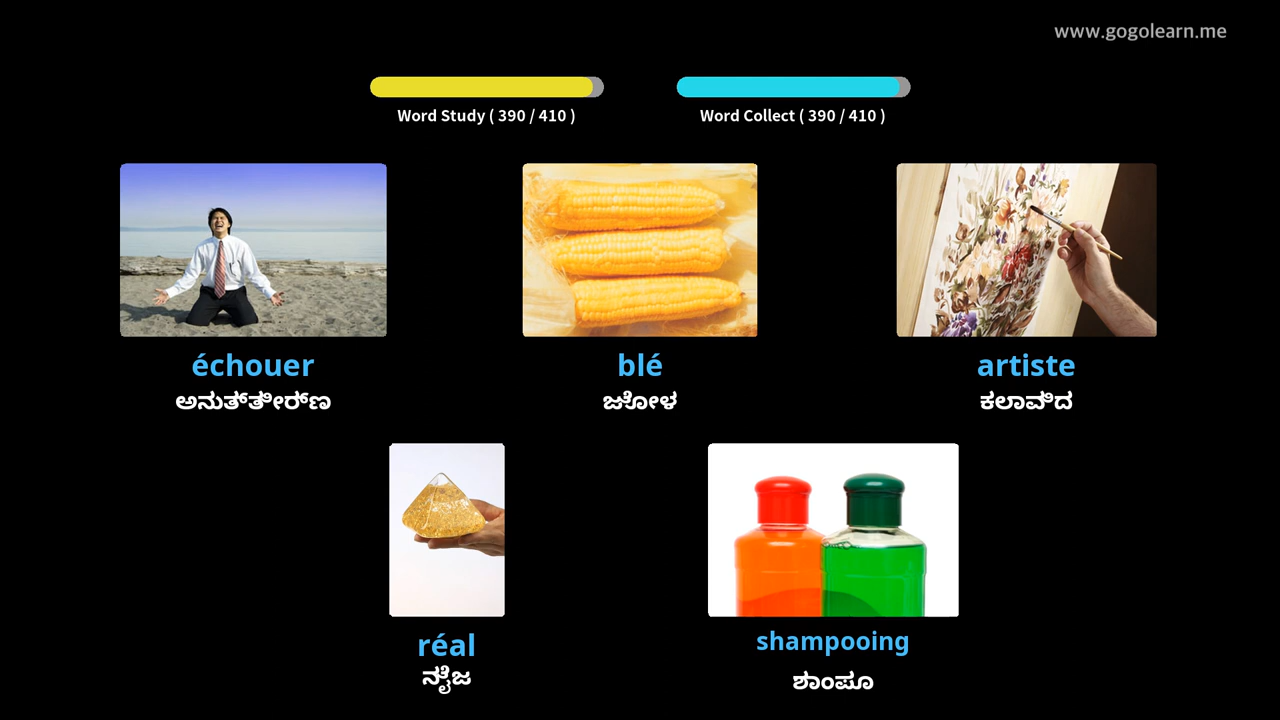 www.gogolearn.me
Word Study ( 390 / 410 )
Word Collect ( 390 / 410 )
échouer
ಅನುತ್ತೀರ್ಣ
blé
ಜೋಳ
artiste
ಕಲಾವಿದ
réal
ನೈಜ
shampooing
ಶಾಂಪೂ